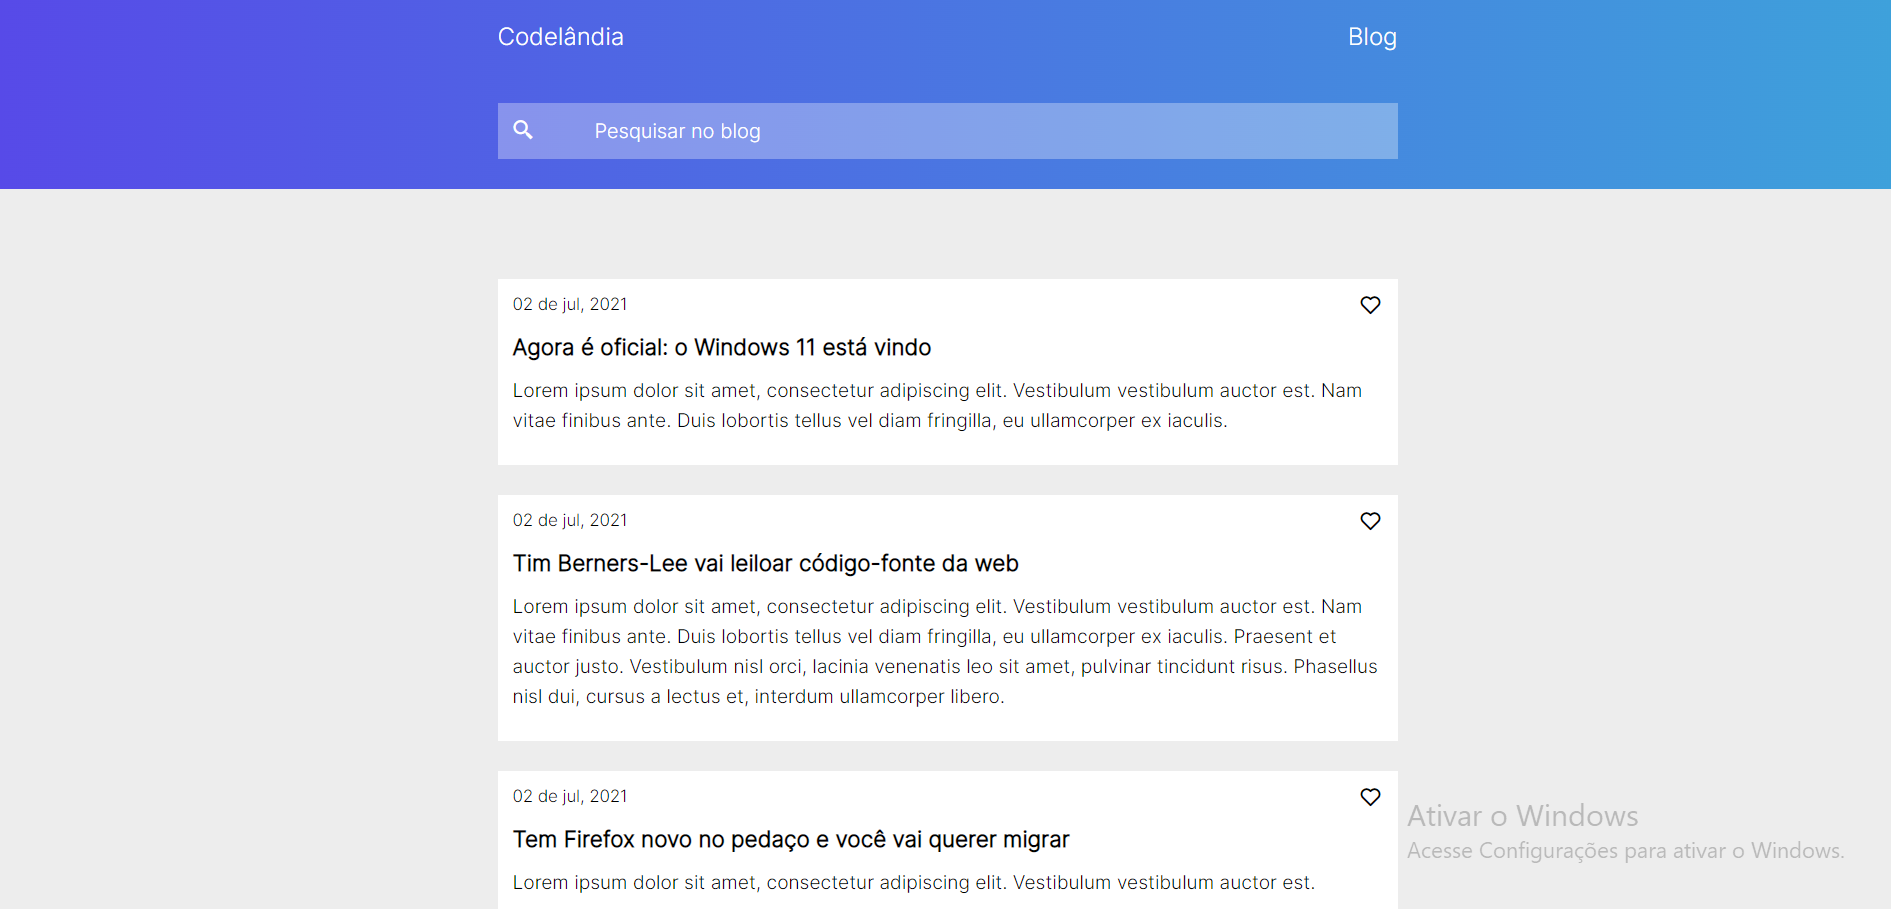 Codelândia
Blog
Pesquisar no blog
02 de jul, 2021
Agora é oficial: o Windows 11 está vindo
Lorem ipsum dolor sit amet, consectetur adipiscing elit. Vestibulum vestibulum auctor est. Nam
vitae finibus ante. Duis lobortis tellus vel diam fringilla, eu ullamcorper ex iaculis.
02 de jul, 2021
Tim Berners-Lee vai leiloar código-fonte da web
Lorem ipsum dolor sit amet, consectetur adipiscing elit. Vestibulum vestibulum auctor est. Nam
vitae finibus ante. Duis lobortis tellus vel diam fringilla, eu ullamcorper ex iaculis. Praesent et
auctor justo. Vestibulum nisl orci, lacinia venenatis leo sit amet, pulvinar tincidunt risus. Phasellus
nisl dui, cursus a lectus et, interdum ullamcorper libero.
02 de jul, 2021
Tem Firefox novo no pedaço e você vai querer migrar
Lorem ipsum dolor sit amet, consectetur adipiscing elit. Vestibulum vestibulum auctor est.
Ativar o Windows
Acesse Configurações para ativar o Windows.